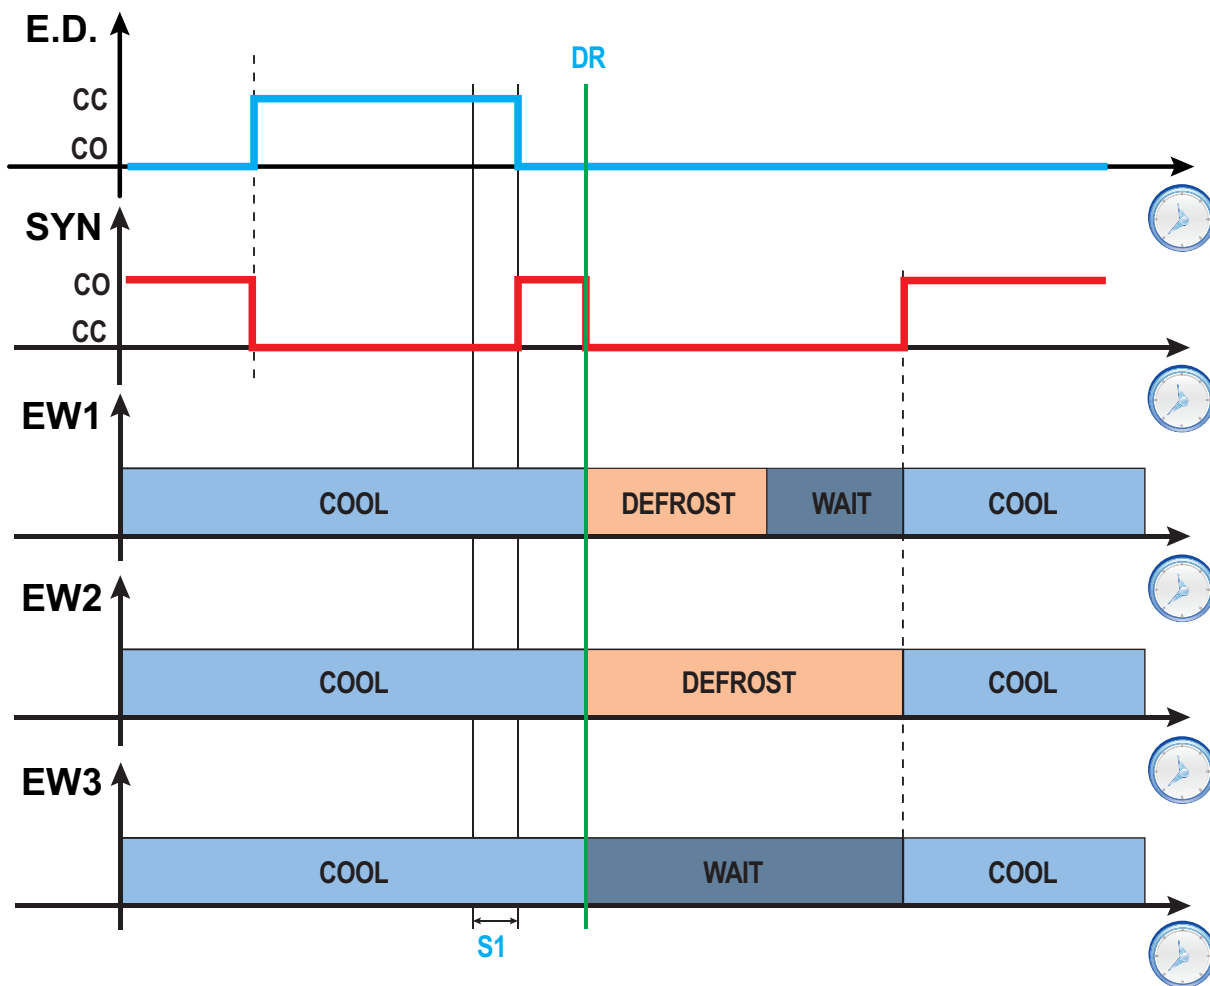 E.D.
DR
CC
CO
SYN
CO
CC
EW1
COOL DEFROST WAIT COOL
EW2
COOL DEFROST COOL
EW3
COOL WAIT COOL
S1